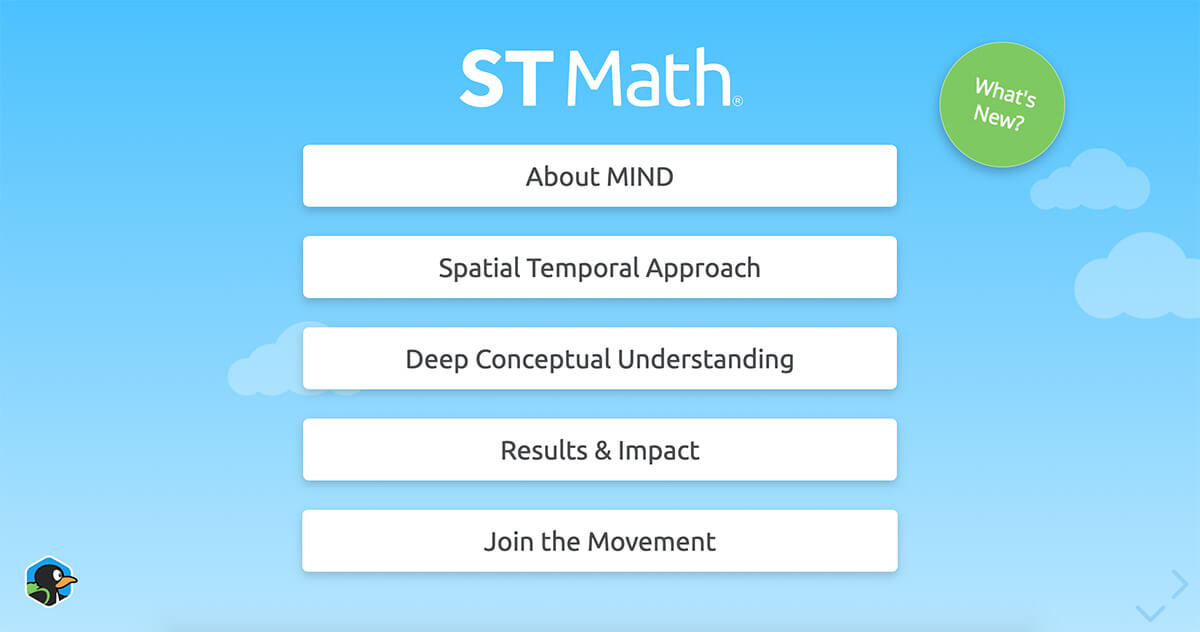 ST Math®
What's
New?
About MIND
Spatial Temporal Approach
Deep Conceptual Understanding
Results & Impact
Join the Movement